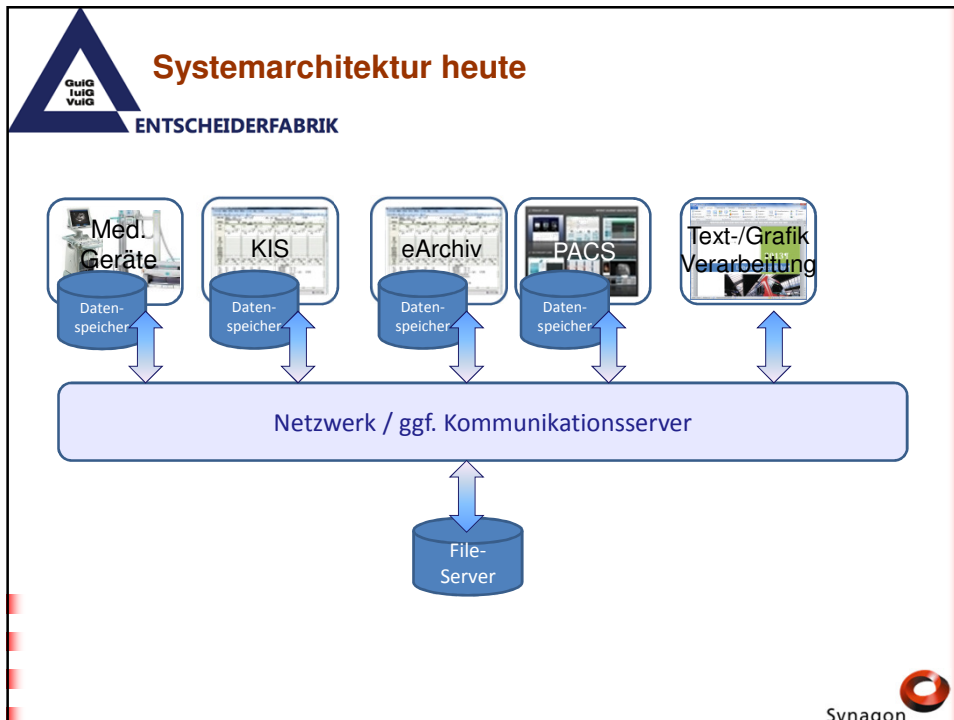 Systemarchitektur heute
GuiG
IuiG
VuiG
ENTSCHEIDERFABRIK
Med.
Geräte
KIS
eArchiv
PACS
Text-/Grafik
Verarbeitung
Daten-
speicher
Daten-
speicher
Daten-
speicher
Daten-
speicher
Netzwerk / ggf. Kommunikationsserver
File-
Server
Synagon